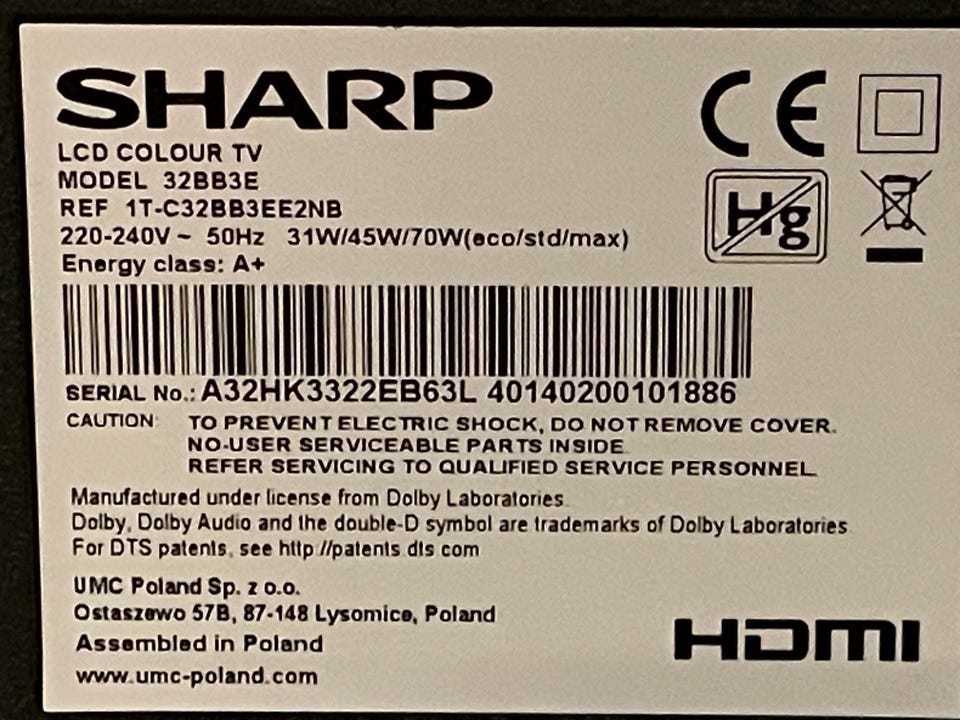 SHARP
LCD COLOUR TV
MODEL 32BB3E
REF 1T-C32BB3EE2NB
220-240V ~ 50Hz 31W/45W/70W(eco/std/max)
Energy class: A+
CE
Hg
SERIAL No.: A32HK3322EB63L 40140200101886
CAUTION: TO PREVENT ELECTRIC SHOCK, DO NOT REMOVE COVER.
NO-USER SERVICEABLE PARTS INSIDE.
REFER SERVICING TO QUALIFIED SERVICE PERSONNEL.
Manufactured under license from Dolby Laboratories.
Dolby, Dolby Audio and the double-D symbol are trademarks of Dolby Laboratories
For DTS patents, see http://patents.dts.com
UMC Poland Sp. z o.o.
Ostaszewo 57B, 87-148 Lysomice, Poland
Assembled in Poland
www.umc-poland.com
HDMI